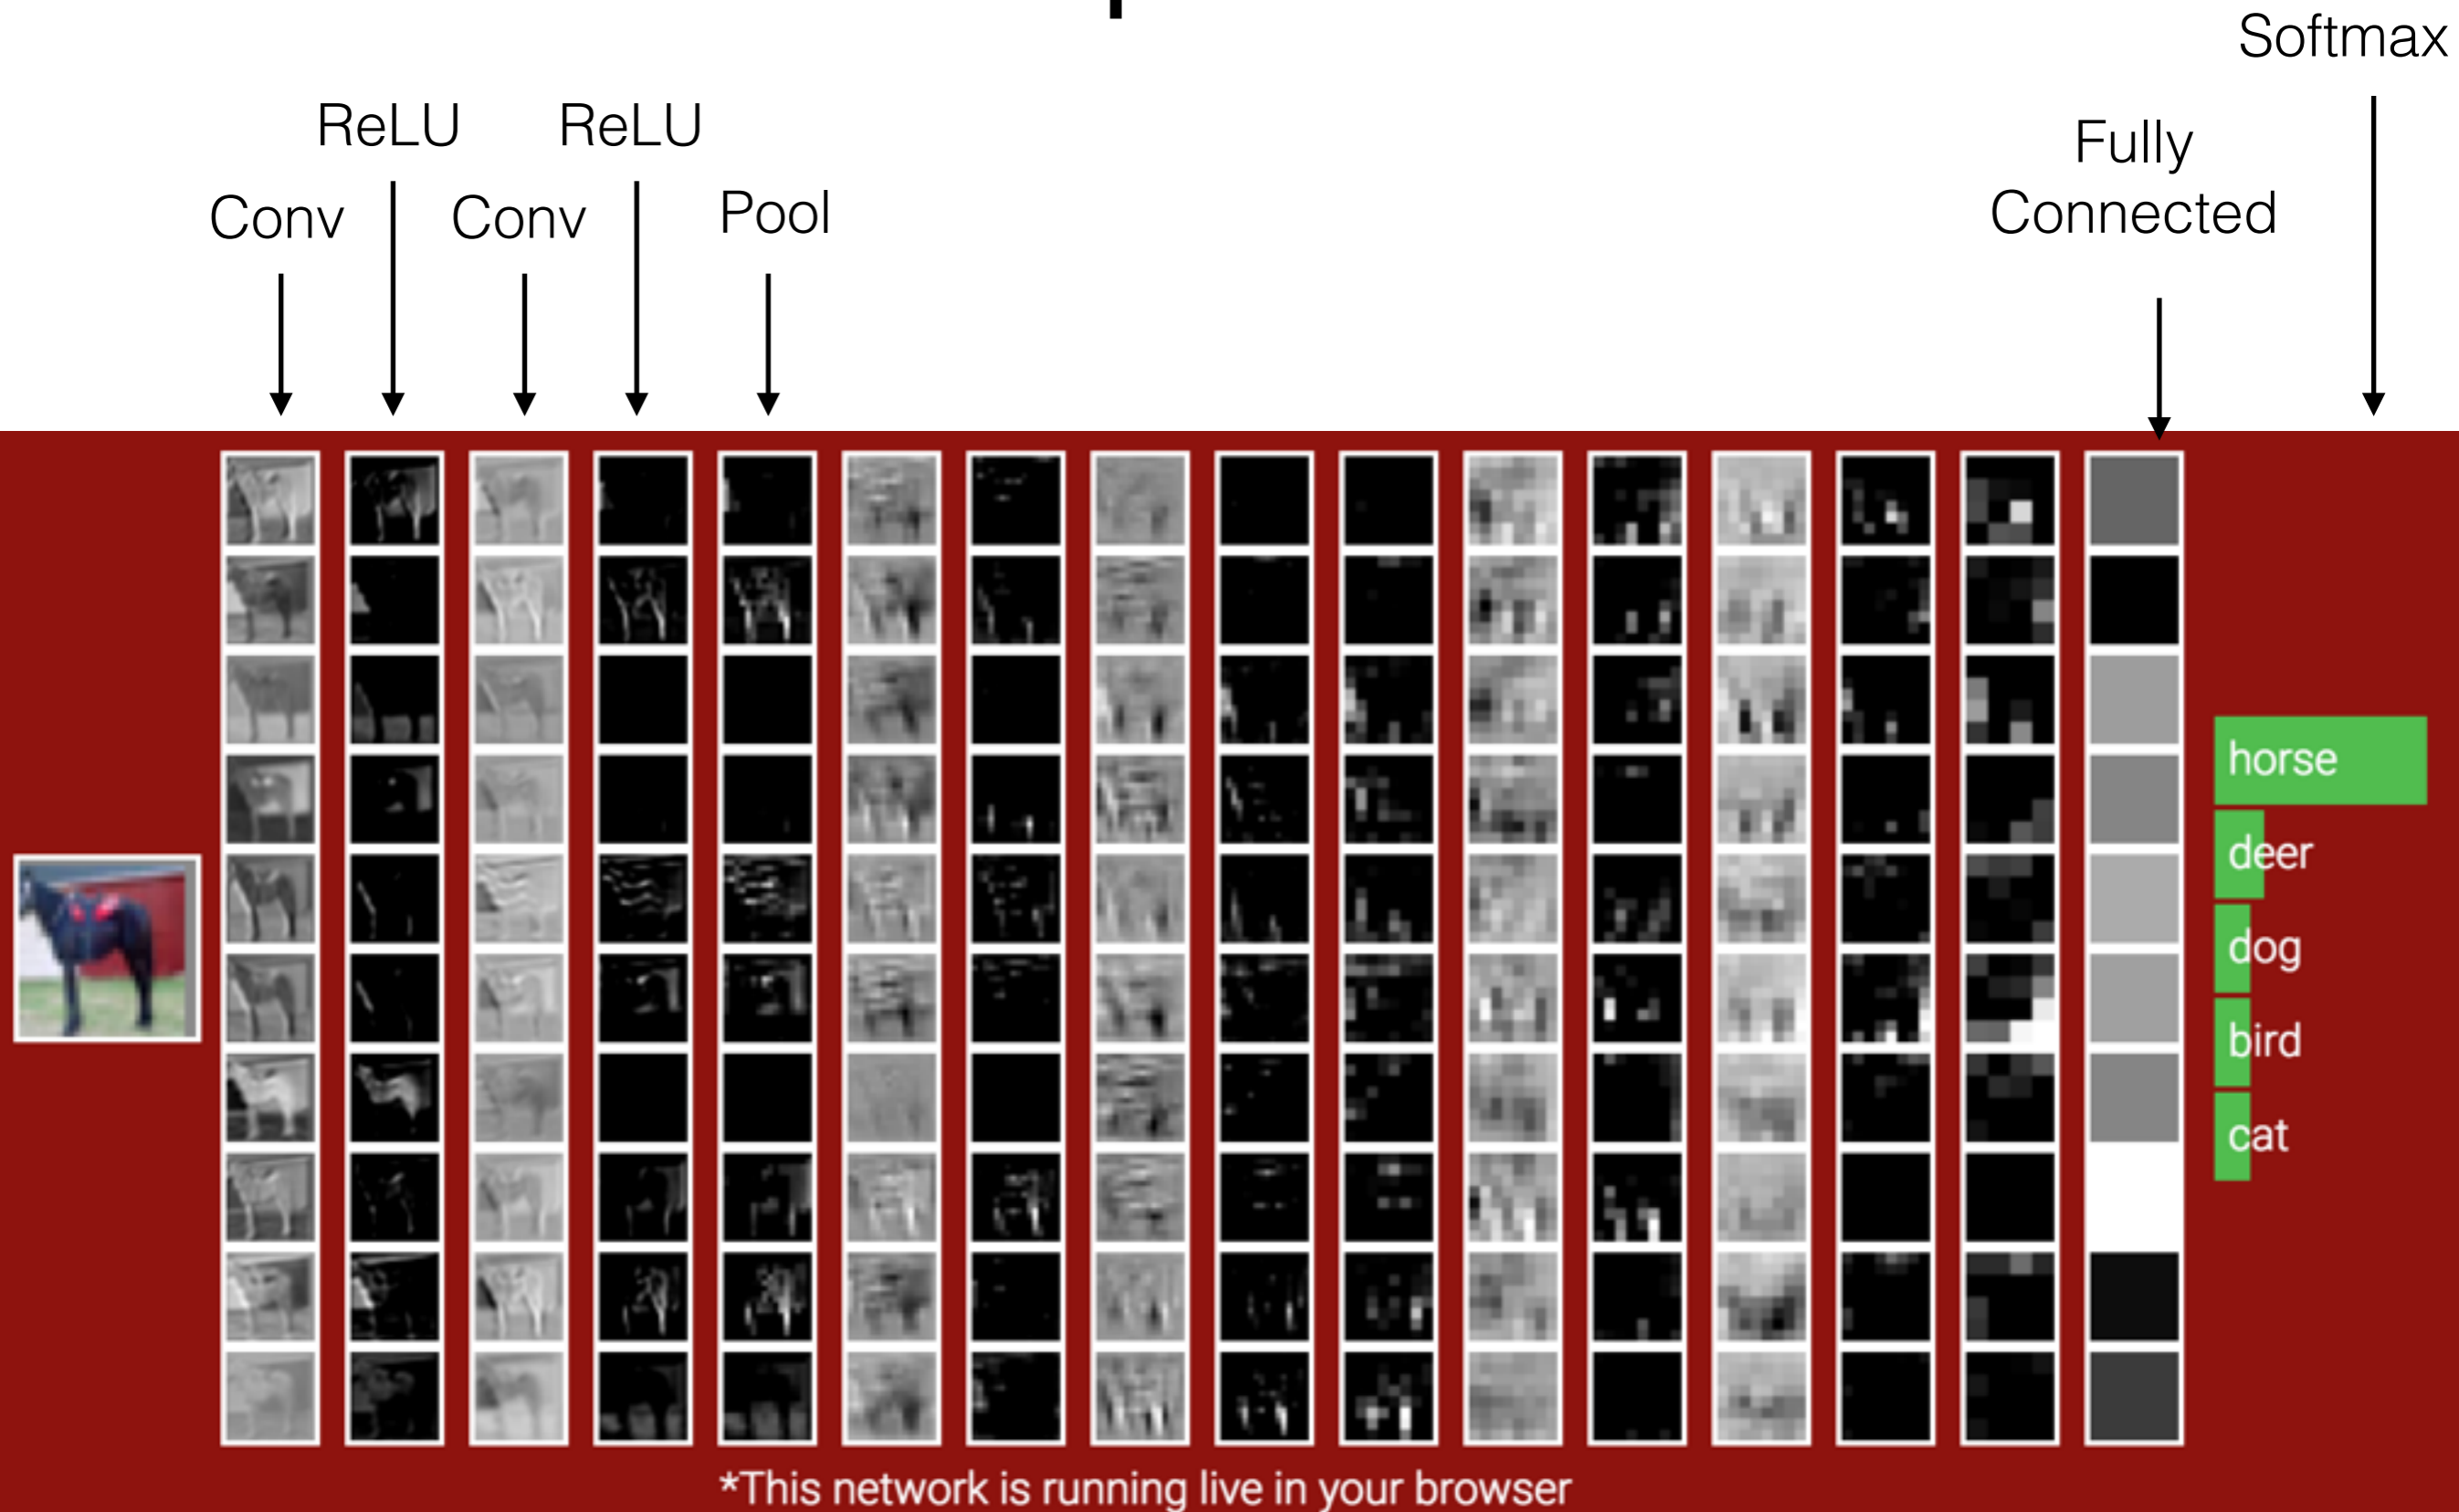 Softmax
ReLU
ReLU
Fully
Connected
Conv
Conv
Pool
horse
deer
dog
bird
cat
*This network is running live in your browser